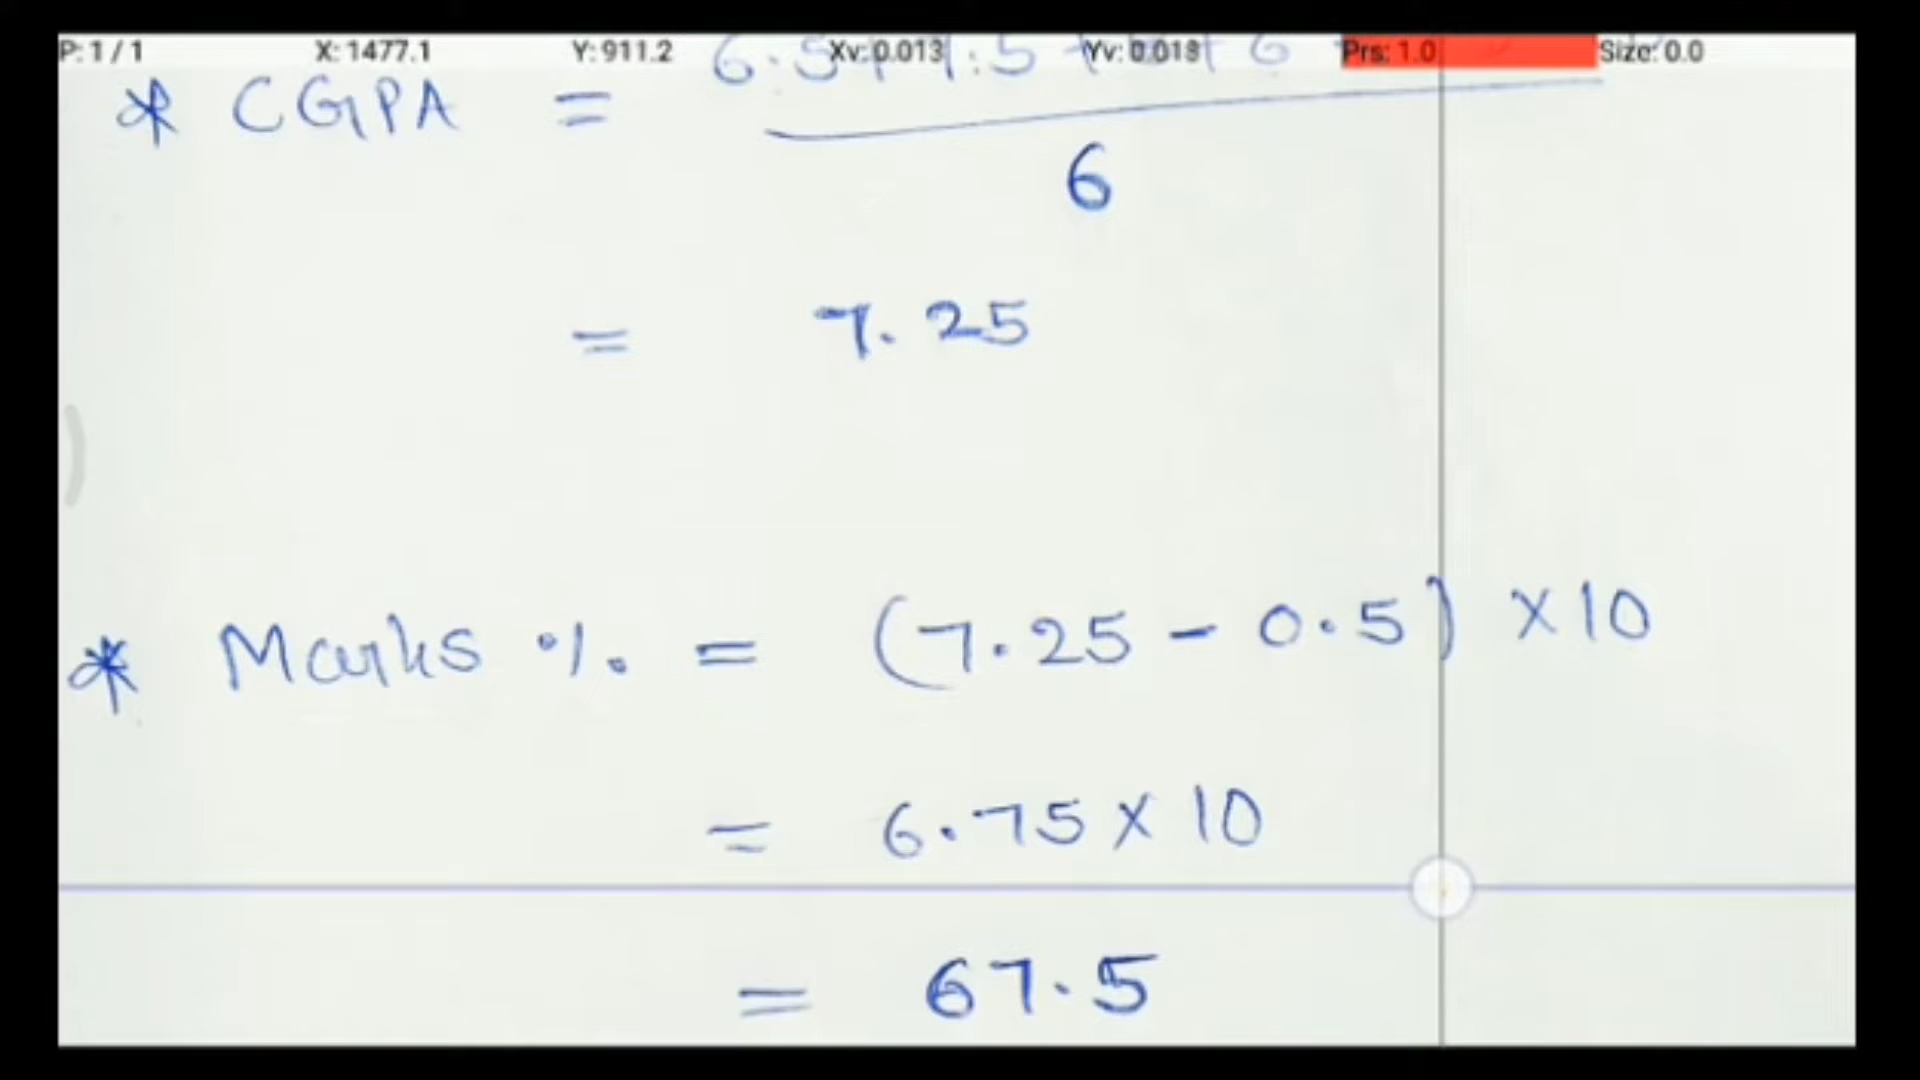 P: 1 / 1 X: 1477.1 Y: 911.2 Xv: 0.013 Yv: 0.018 Prs: 1.0 Size: 0.0
* CGPA =
6
= 7.25
* Marks % = (7.25 - 0.5) × 10
= 6.75 × 10
= 67.5